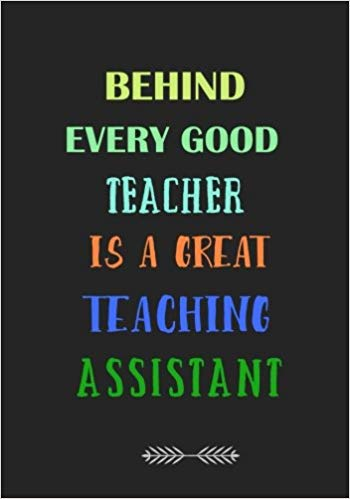 BEHIND
EVERY GOOD
TEACHER
IS A GREAT
TEACHING
ASSISTANT